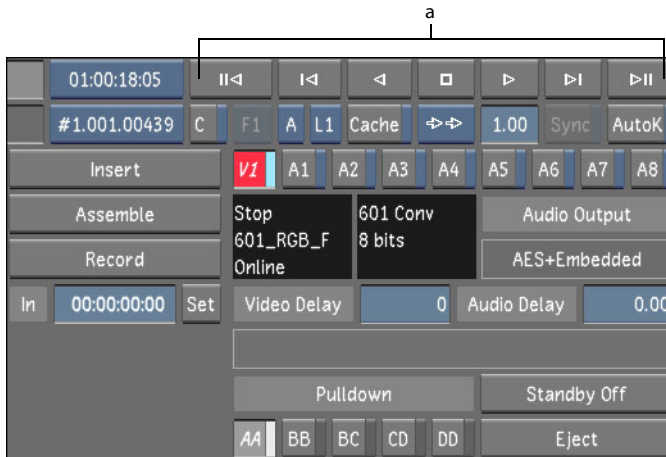 a
01:00:18:05
#1.001.00439 C F1 A L1 Cache 1.00 Sync AutoK
Insert V1 A1 A2 A3 A4 A5 A6 A7 A8
Assemble Stop 601 Conv Audio Output
601_RGB_F 8 bits
Record Online AES+Embedded
In 00:00:00:00 Set Video Delay 0 Audio Delay 0.00
Pulldown Standby Off
AA BB BC CD DD Eject